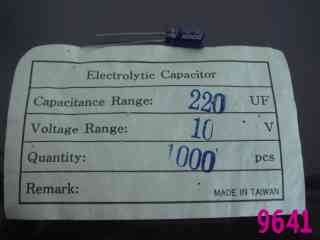 Electrolytic Capacitor
Capacitance Range: 220 UF
Voltage Range: 10 V
Quantity: 1000 pcs
Remark: MADE IN TAIWAN
9641